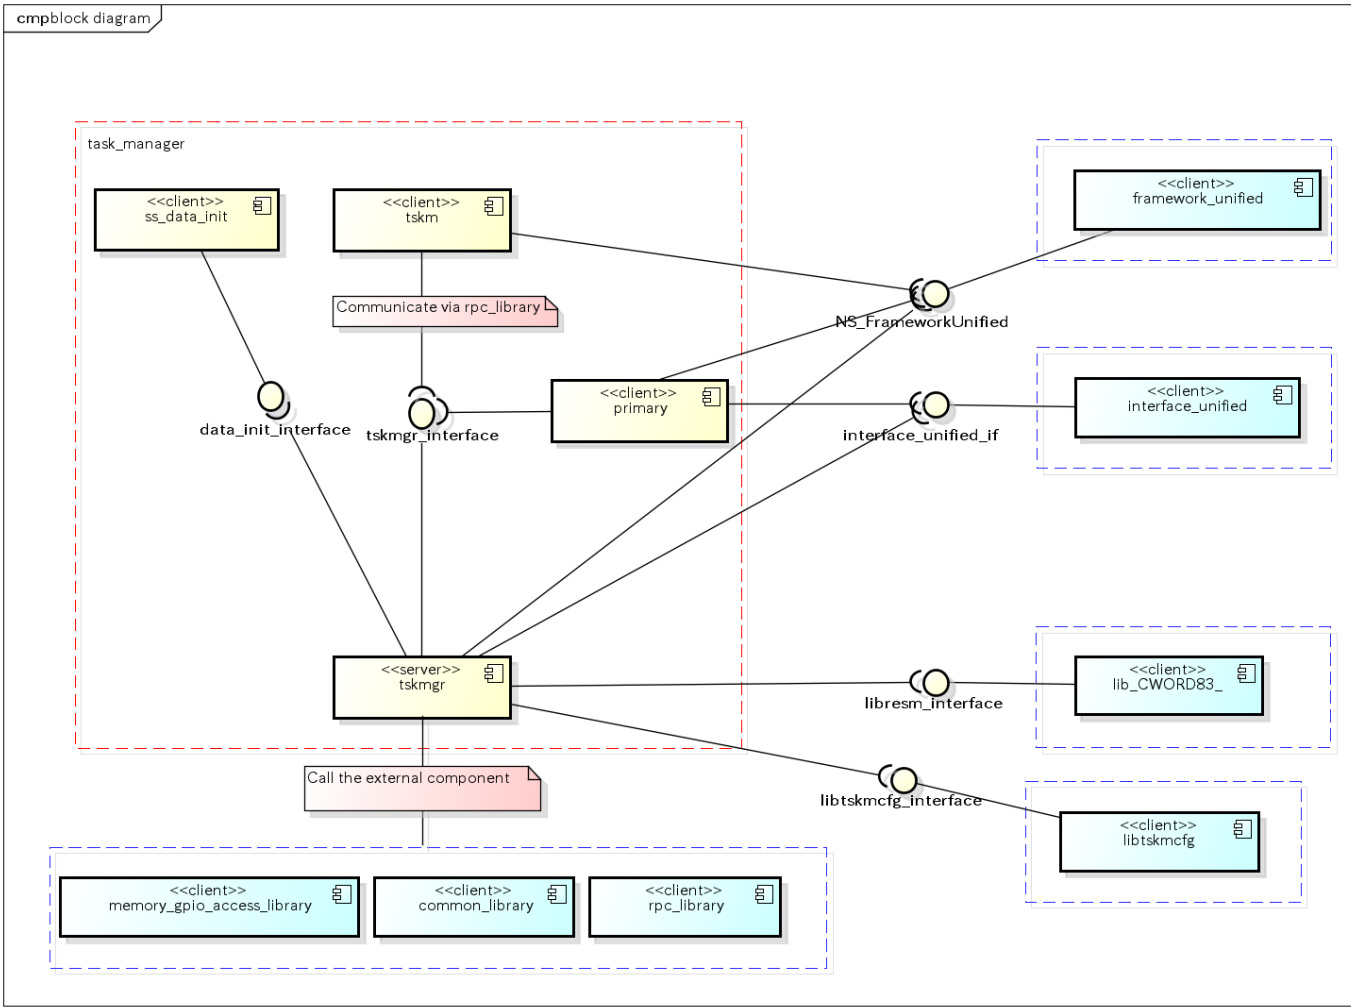 cmpblock diagram
task_manager
<<client>>
ss_data_init
<<client>>
tskm
<<client>>
framework_unified
Communicate via rpc_library
NS_FrameworkUnified
<<client>>
primary
<<client>>
interface_unified
data_init_interface
tskmgr_interface
interface_unified_if
<<server>>
tskmgr
<<client>>
lib_CWORD83_
libresm_interface
Call the external component
libtskmcfg_interface
<<client>>
libtskmcfg
<<client>>
memory_gpio_access_library
<<client>>
common_library
<<client>>
rpc_library